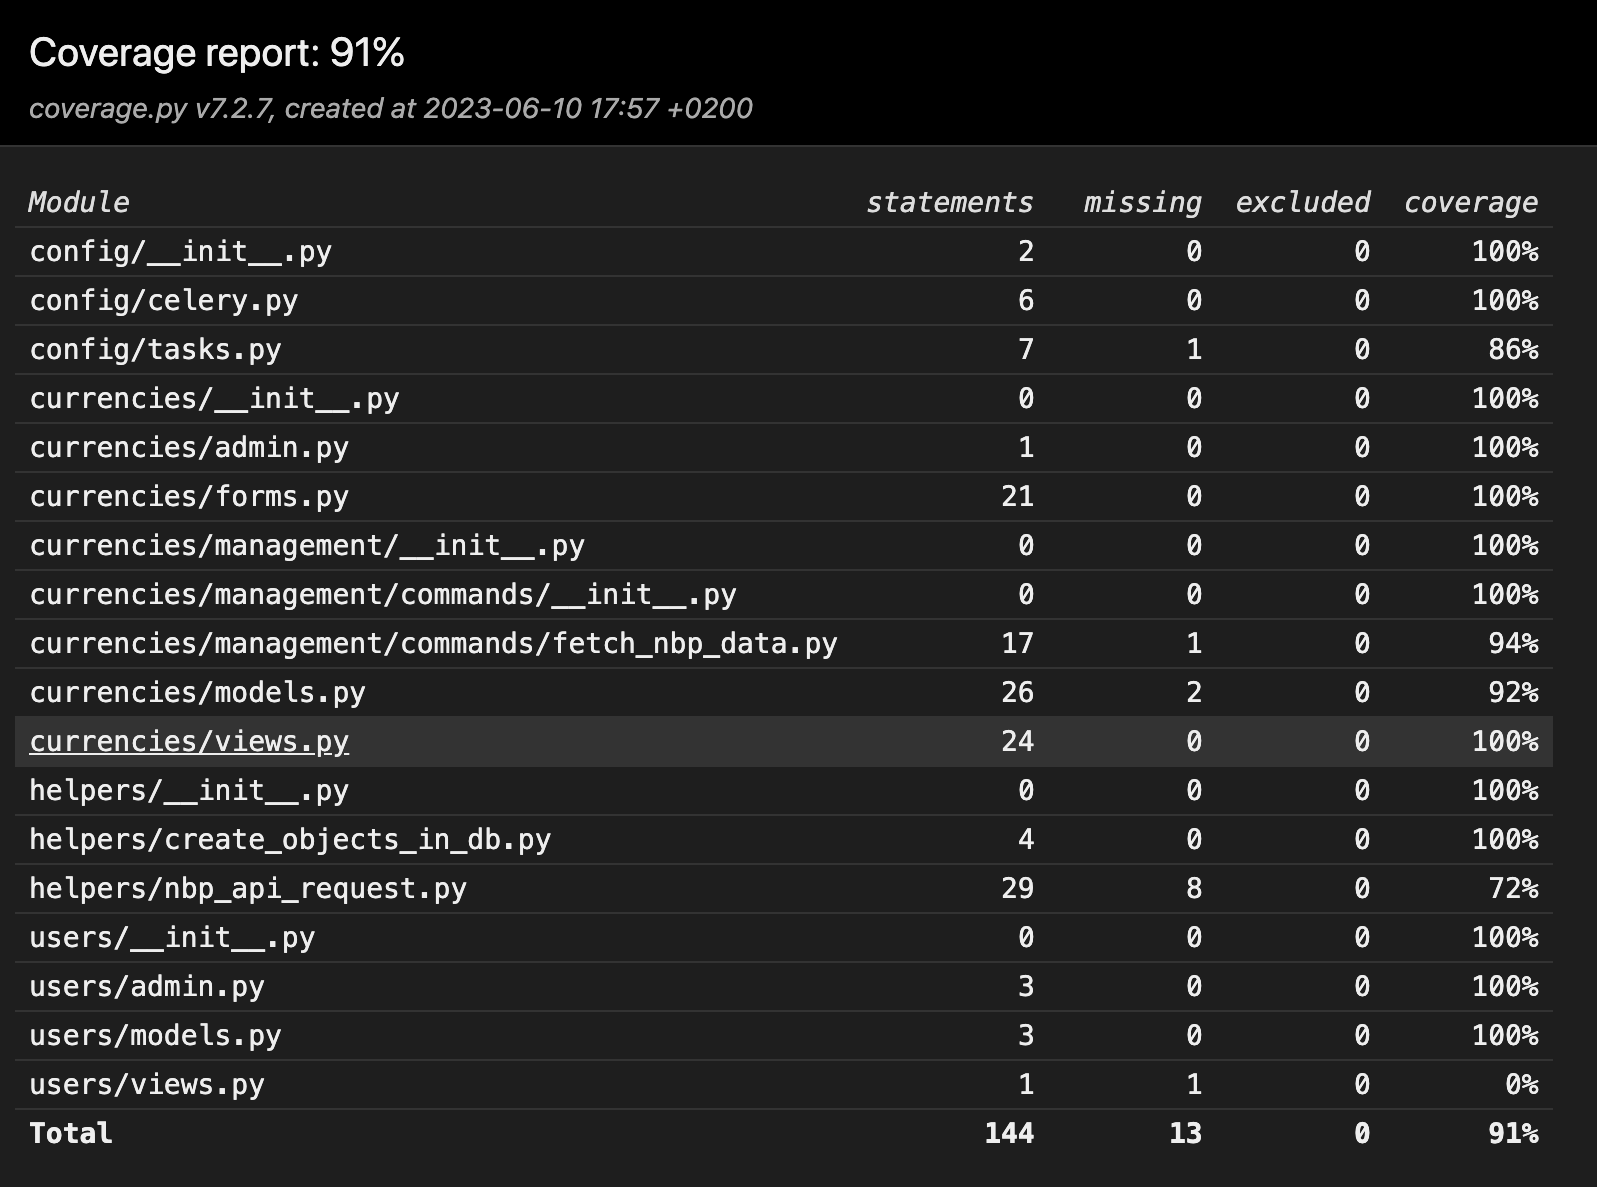 Coverage report: 91%
coverage.py v7.2.7, created at 2023-06-10 17:57 +0200
Module statements missing excluded coverage
config/__init__.py 2 0 0 100%
config/celery.py 6 0 0 100%
config/tasks.py 7 1 0 86%
currencies/__init__.py 0 0 0 100%
currencies/admin.py 1 0 0 100%
currencies/forms.py 21 0 0 100%
currencies/management/__init__.py 0 0 0 100%
currencies/management/commands/__init__.py 0 0 0 100%
currencies/management/commands/fetch_nbp_data.py 17 1 0 94%
currencies/models.py 26 2 0 92%
currencies/views.py 24 0 0 100%
helpers/__init__.py 0 0 0 100%
helpers/create_objects_in_db.py 4 0 0 100%
helpers/nbp_api_request.py 29 8 0 72%
users/__init__.py 0 0 0 100%
users/admin.py 3 0 0 100%
users/models.py 3 0 0 100%
users/views.py 1 1 0 0%
Total 144 13 0 91%